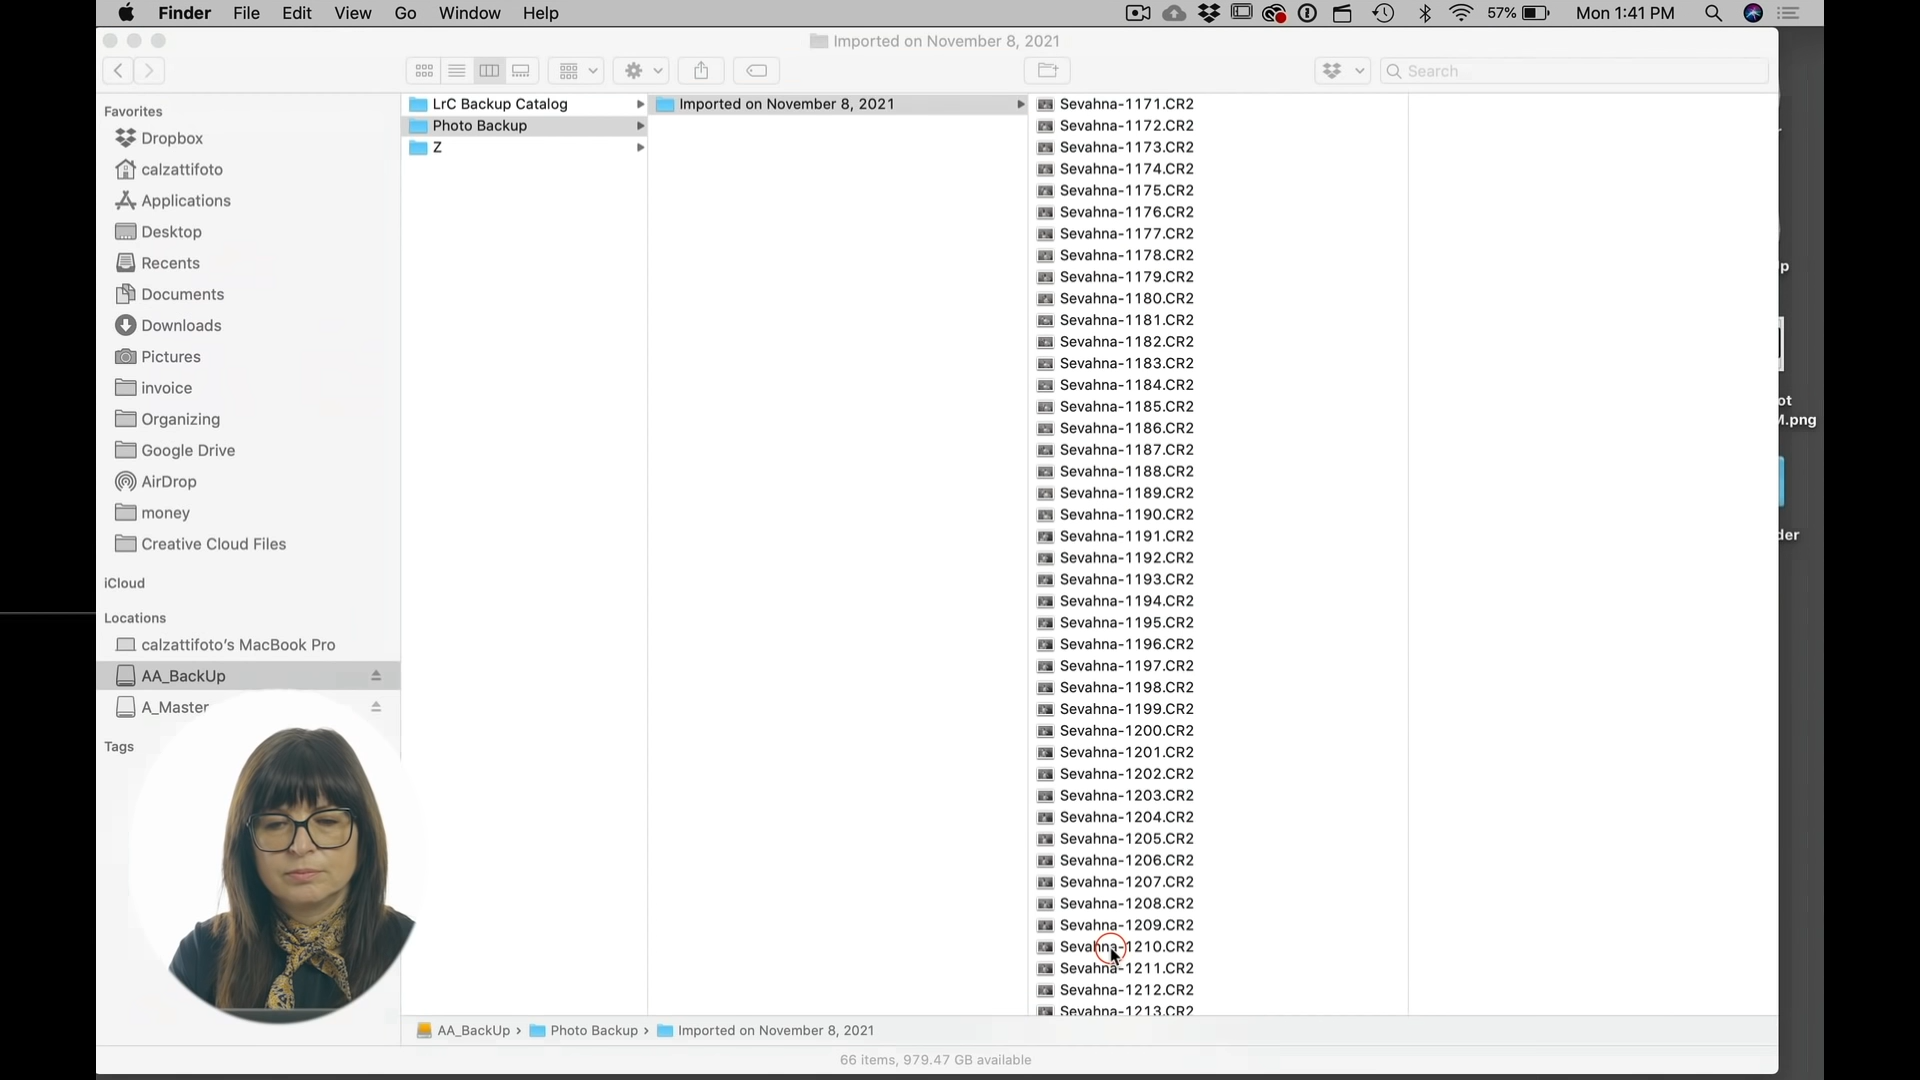 Finder File Edit View Go Window Help 57% Mon 1:41 PM
Imported on November 8, 2021
Search
Favorites
Dropbox
calzattifoto
Applications
Desktop
Recents
Documents
Downloads
Pictures
invoice
Organizing
Google Drive
AirDrop
money
Creative Cloud Files
iCloud
Locations
calzattifoto's MacBook Pro
AA_BackUp
A_Master
Tags
LrC Backup Catalog
Photo Backup
Z
Imported on November 8, 2021
Sevahna-1171.CR2
Sevahna-1172.CR2
Sevahna-1173.CR2
Sevahna-1174.CR2
Sevahna-1175.CR2
Sevahna-1176.CR2
Sevahna-1177.CR2
Sevahna-1178.CR2
Sevahna-1179.CR2
Sevahna-1180.CR2
Sevahna-1181.CR2
Sevahna-1182.CR2
Sevahna-1183.CR2
Sevahna-1184.CR2
Sevahna-1185.CR2
Sevahna-1186.CR2
Sevahna-1187.CR2
Sevahna-1188.CR2
Sevahna-1189.CR2
Sevahna-1190.CR2
Sevahna-1191.CR2
Sevahna-1192.CR2
Sevahna-1193.CR2
Sevahna-1194.CR2
Sevahna-1195.CR2
Sevahna-1196.CR2
Sevahna-1197.CR2
Sevahna-1198.CR2
Sevahna-1199.CR2
Sevahna-1200.CR2
Sevahna-1201.CR2
Sevahna-1202.CR2
Sevahna-1203.CR2
Sevahna-1204.CR2
Sevahna-1205.CR2
Sevahna-1206.CR2
Sevahna-1207.CR2
Sevahna-1208.CR2
Sevahna-1209.CR2
Sevahna-1210.CR2
Sevahna-1211.CR2
Sevahna-1212.CR2
Sevahna-1213.CR2
AA_BackUp › Photo Backup › Imported on November 8, 2021
66 items, 979.47 GB available
lp
ot
M.png
der